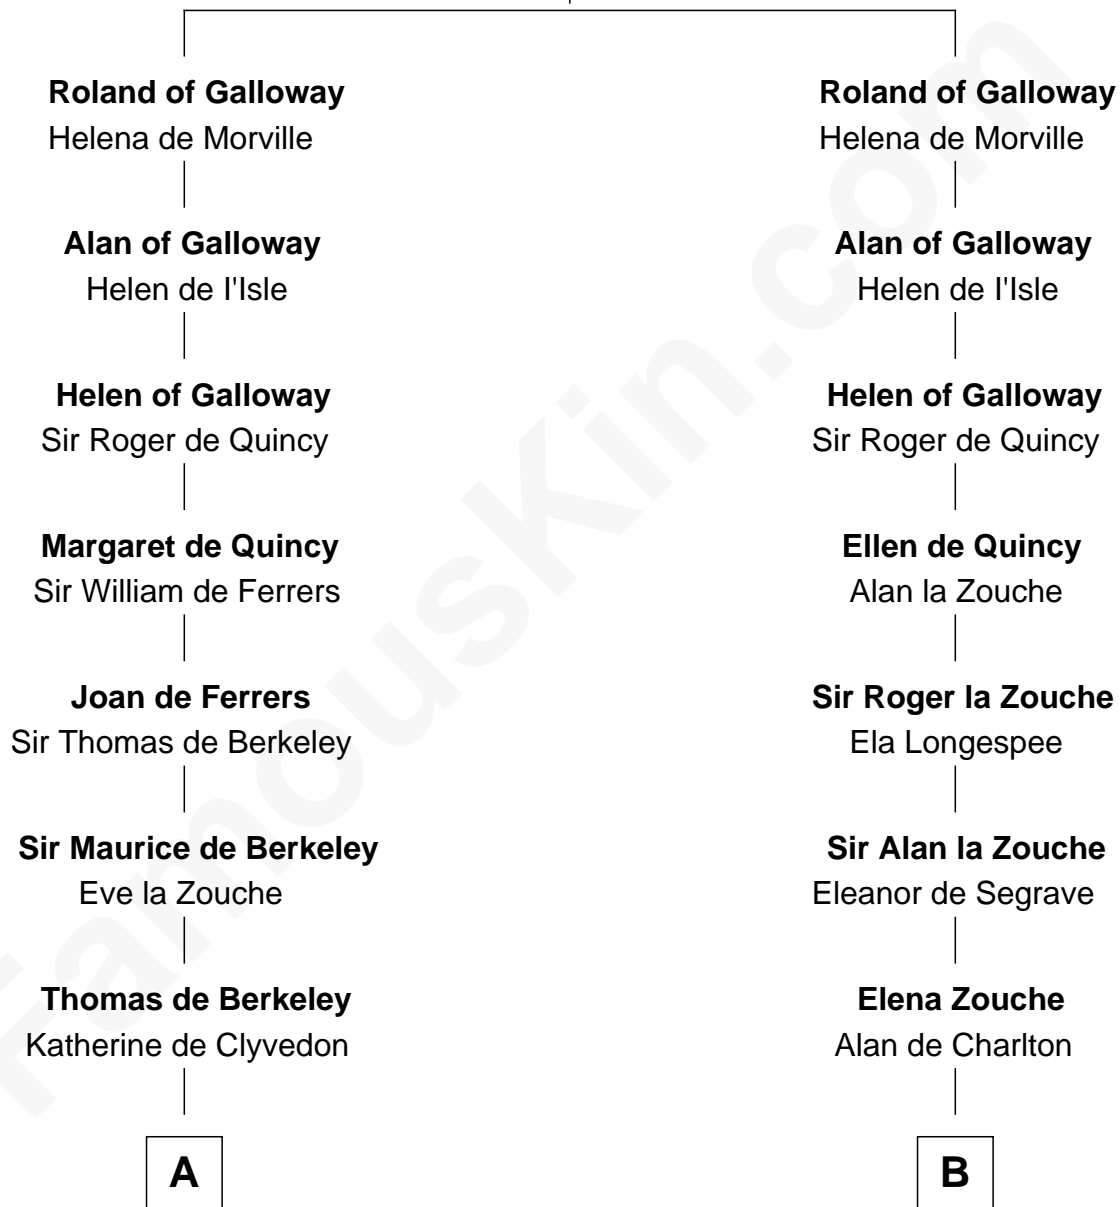 Roland of Galloway
Helena de Morville
Alan of Galloway
Helen de I'Isle
Helen of Galloway
Sir Roger de Quincy
Margaret de Quincy
Sir William de Ferrers
Joan de Ferrers
Sir Thomas de Berkeley
Sir Maurice de Berkeley
Eve la Zouche
Thomas de Berkeley
Katherine de Clyvedon
A
Roland of Galloway
Helena de Morville
Alan of Galloway
Helen de I'Isle
Helen of Galloway
Sir Roger de Quincy
Ellen de Quincy
Alan la Zouche
Sir Roger la Zouche
Ela Longespee
Sir Alan la Zouche
Eleanor de Segrave
Elena Zouche
Alan de Charlton
B
FamousKin.com